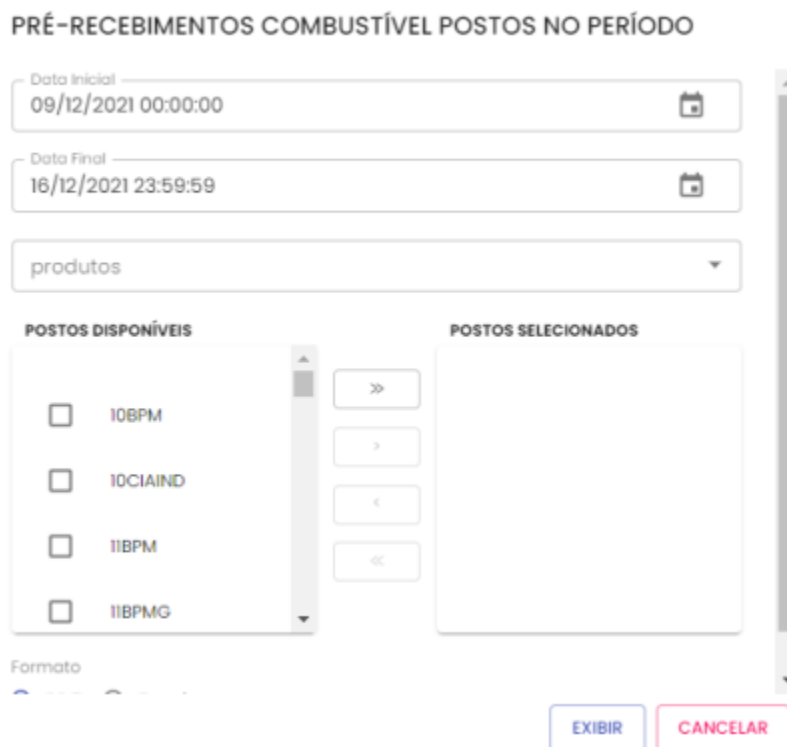 PRÉ-RECEBIMENTOS COMBUSTÍVEL POSTOS NO PERÍODO
Data Inicial
09/12/2021 00:00:00
Data Final
16/12/2021 23:59:59
produtos
POSTOS DISPONÍVEIS
POSTOS SELECIONADOS
10BPM
10CIAIND
11BPM
11BPMG
Formato
EXIBIR
CANCELAR